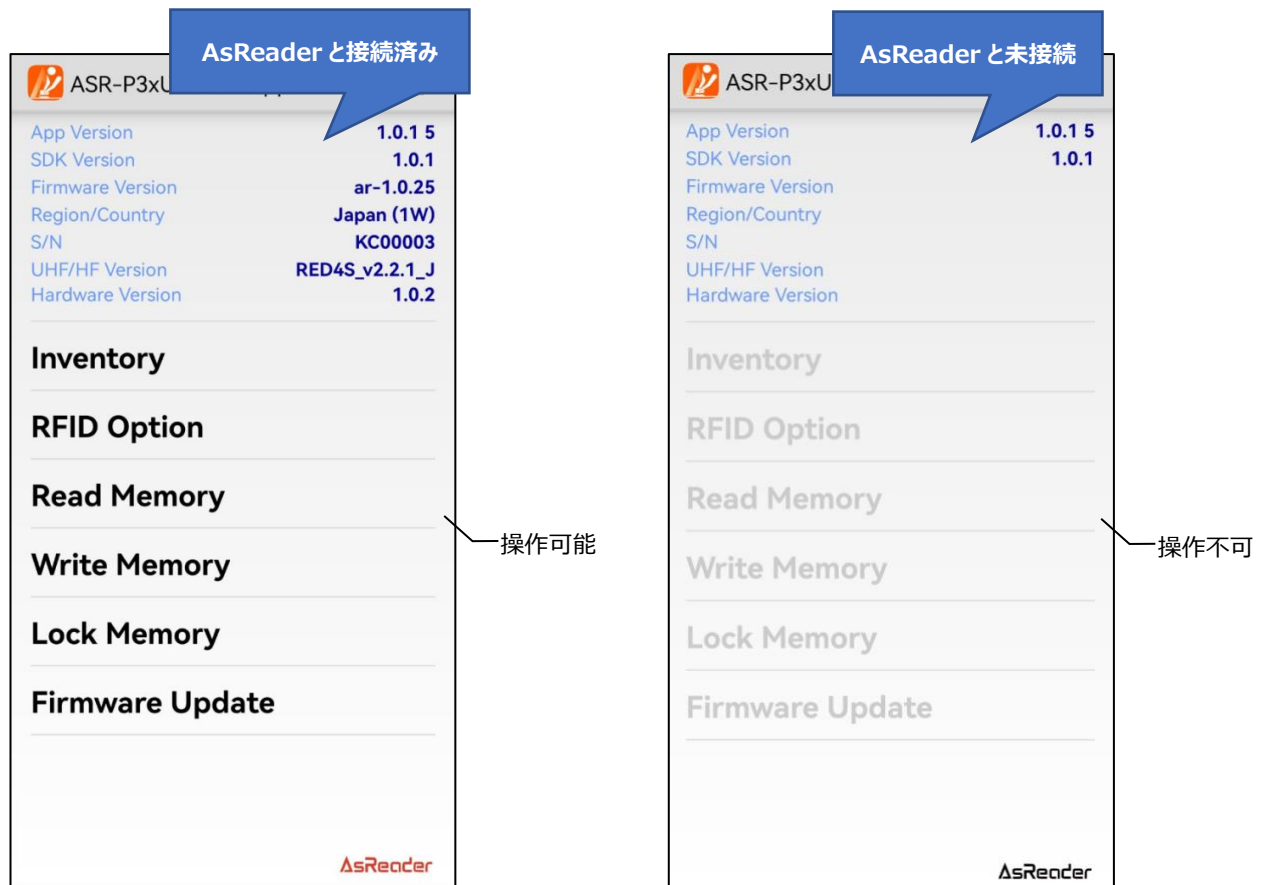 AsReaderと接続済み
ASR-P3xU
App Version 1.0.1 5
SDK Version 1.0.1
Firmware Version ar-1.0.25
Region/Country Japan (1W)
S/N KC00003
UHF/HF Version RED4S_v2.2.1_J
Hardware Version 1.0.2
Inventory
RFID Option
Read Memory
Write Memory
Lock Memory
Firmware Update
AsReader
操作可能
AsReaderと未接続
ASR-P3xU
App Version 1.0.1 5
SDK Version 1.0.1
Firmware Version
Region/Country
S/N
UHF/HF Version
Hardware Version
Inventory
RFID Option
Read Memory
Write Memory
Lock Memory
Firmware Update
AsReader
操作不可